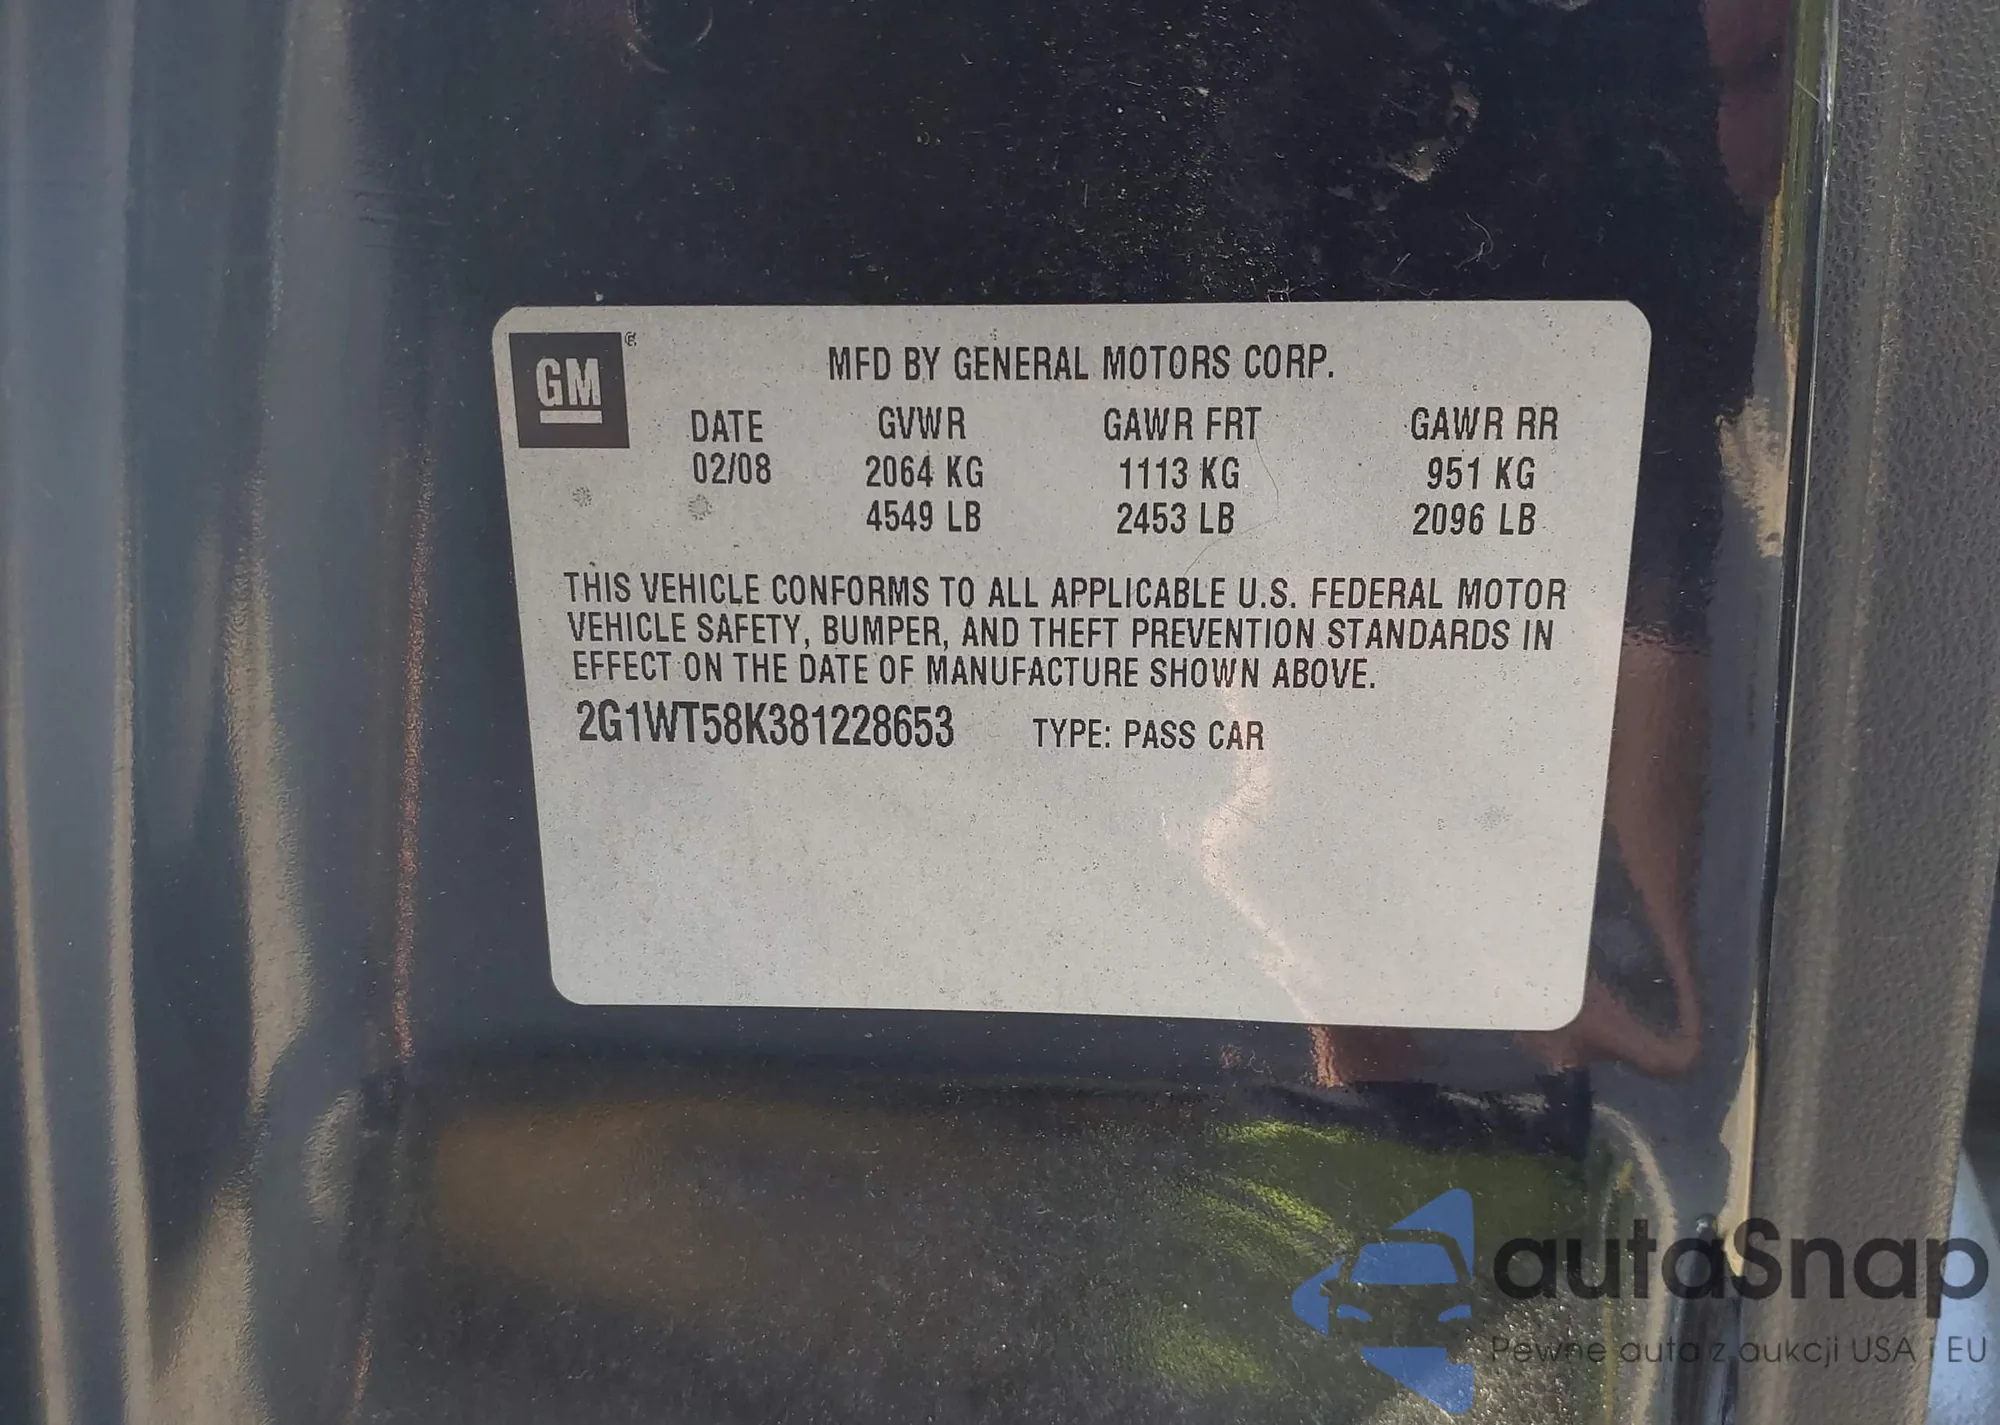 GM
MFD BY GENERAL MOTORS CORP.
DATE GVWR GAWR FRT GAWR RR
02/08 2064 KG 1113 KG 951 KG
4549 LB 2453 LB 2096 LB
THIS VEHICLE CONFORMS TO ALL APPLICABLE U.S. FEDERAL MOTOR
VEHICLE SAFETY, BUMPER, AND THEFT PREVENTION STANDARDS IN
EFFECT ON THE DATE OF MANUFACTURE SHOWN ABOVE.
2G1WT58K381228653 TYPE: PASS CAR
autaSnap
Pewne auta z aukcji USA i EU